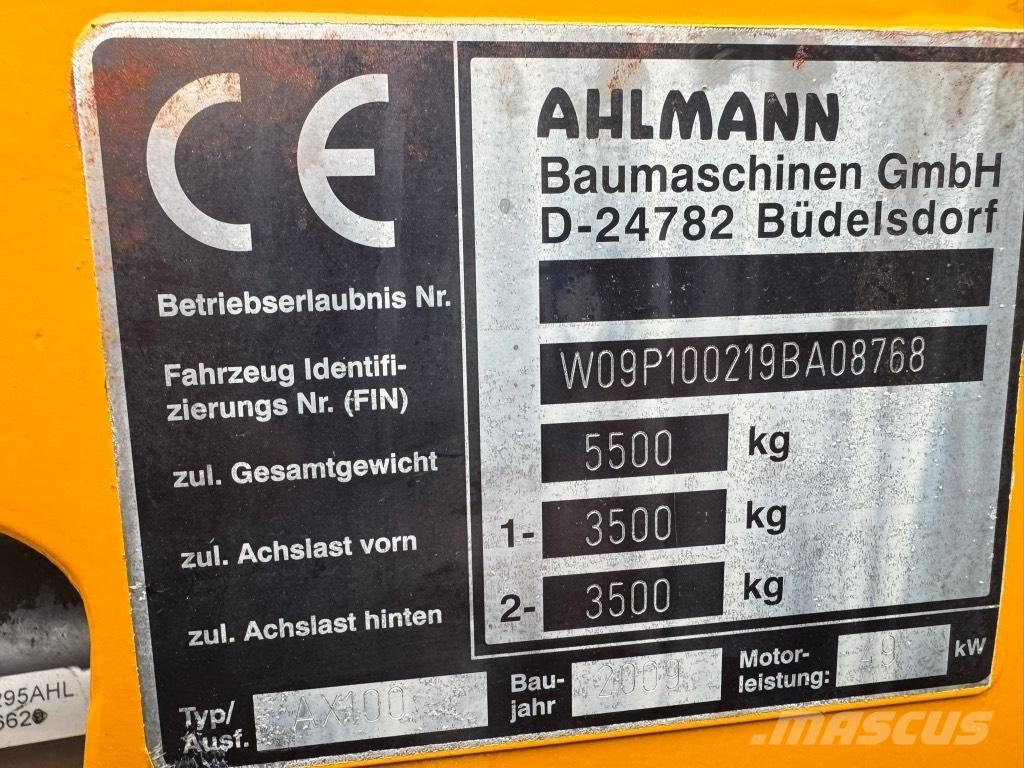 CE
AHLMANN
Baumaschinen GmbH
D-24782 Büdelsdorf
Betriebserlaubnis Nr.
Fahrzeug Identifi-
zierungs Nr. (FIN)
W09P100219BA08768
zul. Gesamtgewicht
5500 kg
zul. Achslast vorn
1- 3500 kg
zul. Achslast hinten
2- 3500 kg
Typ/
Ausf.
AX100
Bau-
jahr
2009
Motor-
leistung:
kW
295AHL
MASCUS